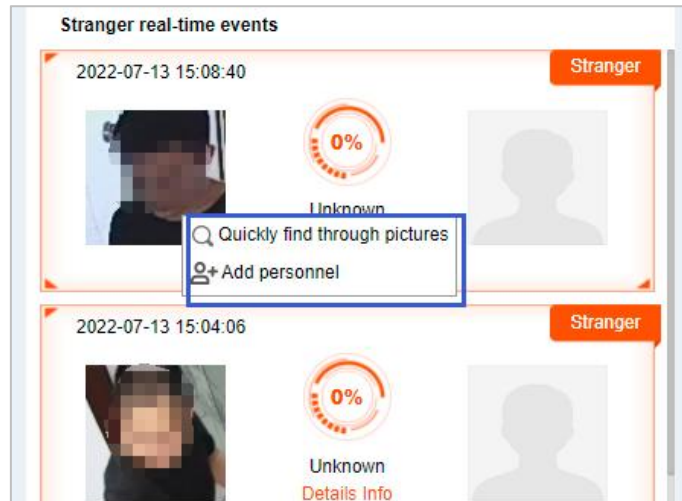 Stranger real-time events
2022-07-13 15:08:40 Stranger
0%
Unknown
Quickly find through pictures
Add personnel
2022-07-13 15:04:06 Stranger
0%
Unknown
Details Info